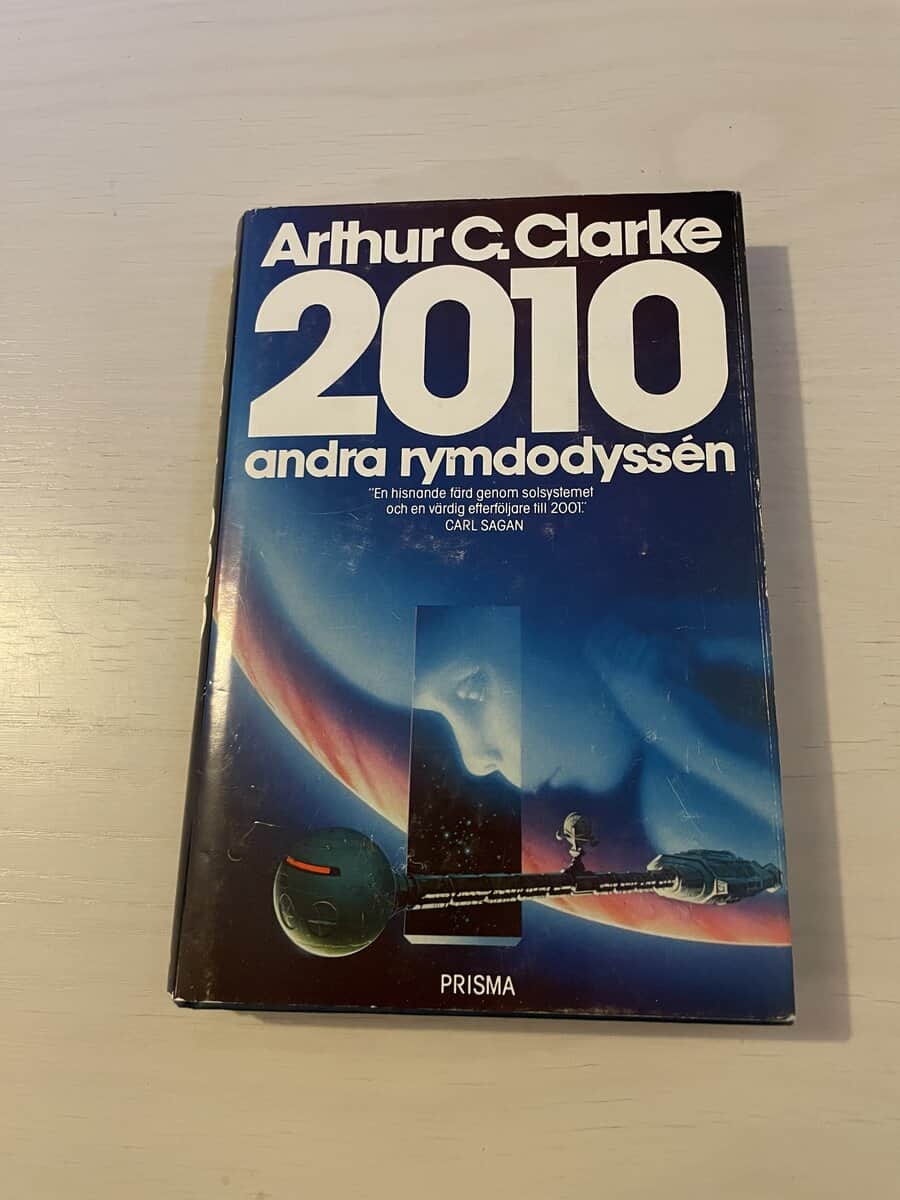 Arthur C. Clarke
2010
andra rymdodyssén
"En hisnande färd genom solsystemet
och en värdig efterföljare till 2001."
CARL SAGAN
PRISMA